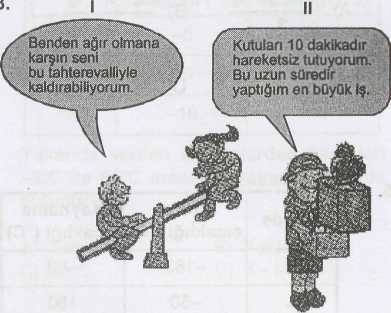 I
II
Benden ağır olmana
karşın seni
bu tahterevalliyle
kaldırabiliyorum.
Kutuları 10 dakikadır
hareketsiz tutuyorum.
Bu uzun süredir
yaptığım en büyük iş.